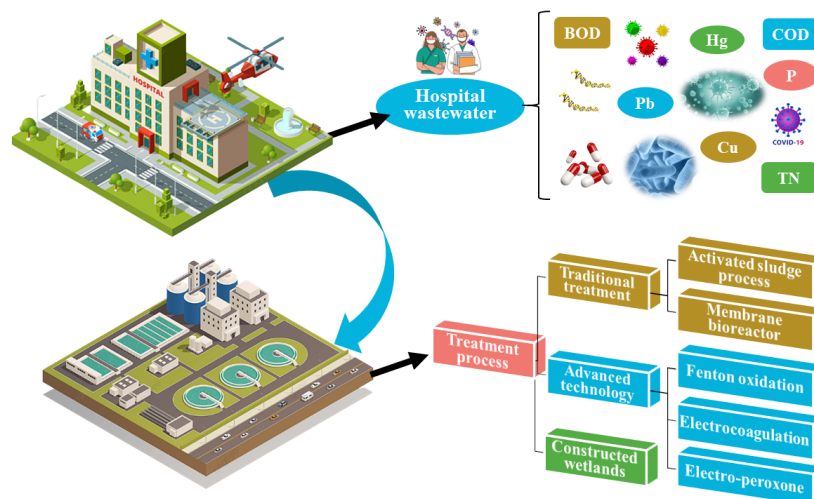 HOSPITAL
H
Hospital
wastewater
BOD
Hg
COD
P
Pb
Cu
COVID-19
TN
Treatment
process
Traditional
treatment
Activated sludge
process
Membrane
bioreactor
Advanced
technology
Fenton oxidation
Electrocoagulation
Electro-peroxone
Constructed
wetlands